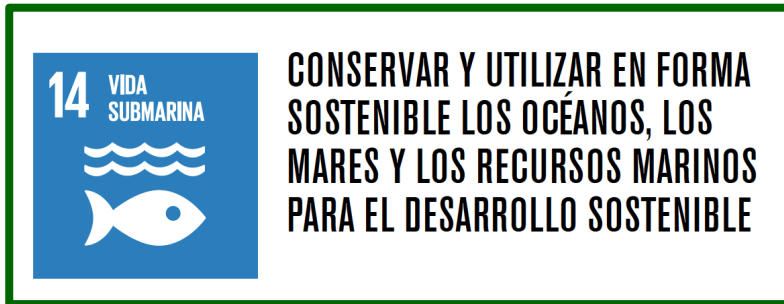 14 VIDA
SUBMARINA
CONSERVAR Y UTILIZAR EN FORMA
SOSTENIBLE LOS OCÉANOS, LOS
MARES Y LOS RECURSOS MARINOS
PARA EL DESARROLLO SOSTENIBLE